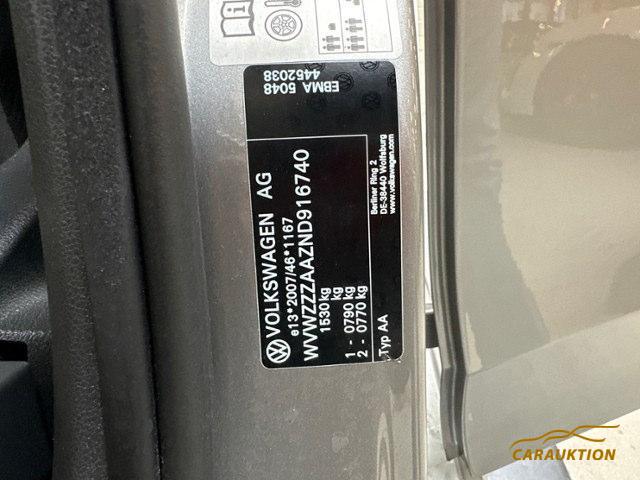 VOLKSWAGEN AG
e13*2007/46*1167
WVWZZZAAZND916740
1530 kg
kg
1 - 0790 kg
2 - 0770 kg
Typ AA
Berliner Ring 2
DE-38440 Wolfsburg
www.volkswagen.com
EBMA 5048
4452038
CARAUKTION